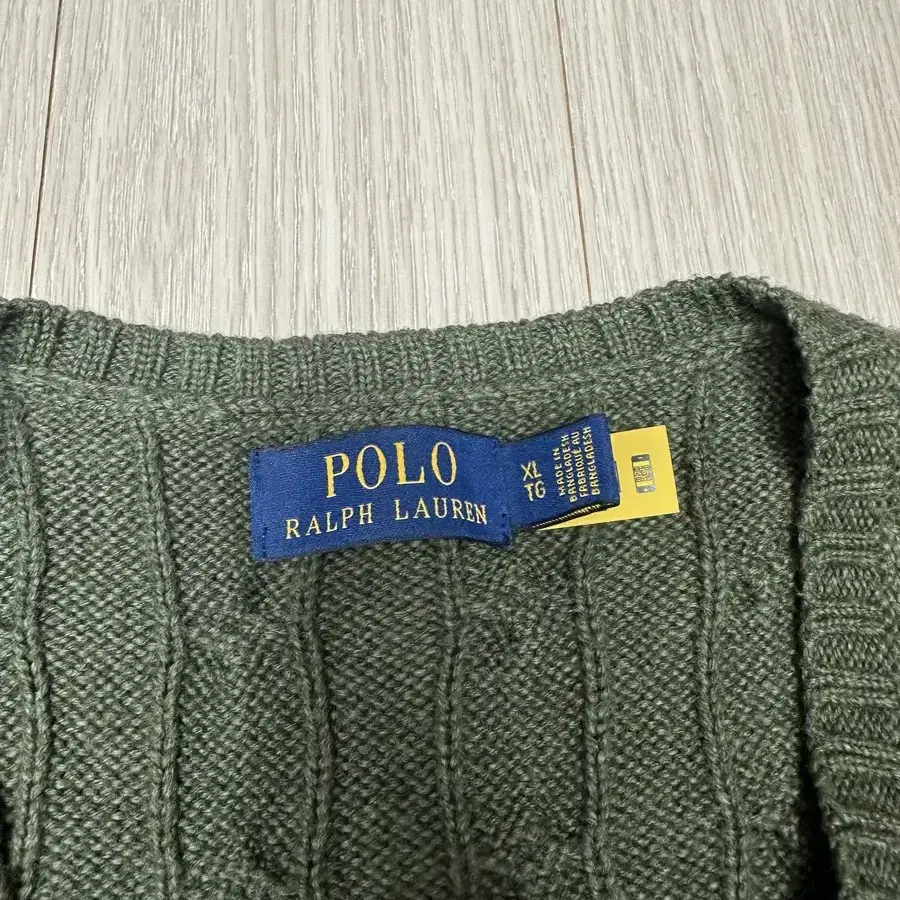 POLO
RALPH LAUREN
XL
TG
MADE IN
BANGLADESH
FABRIQUÉ AU
BANGLADESH